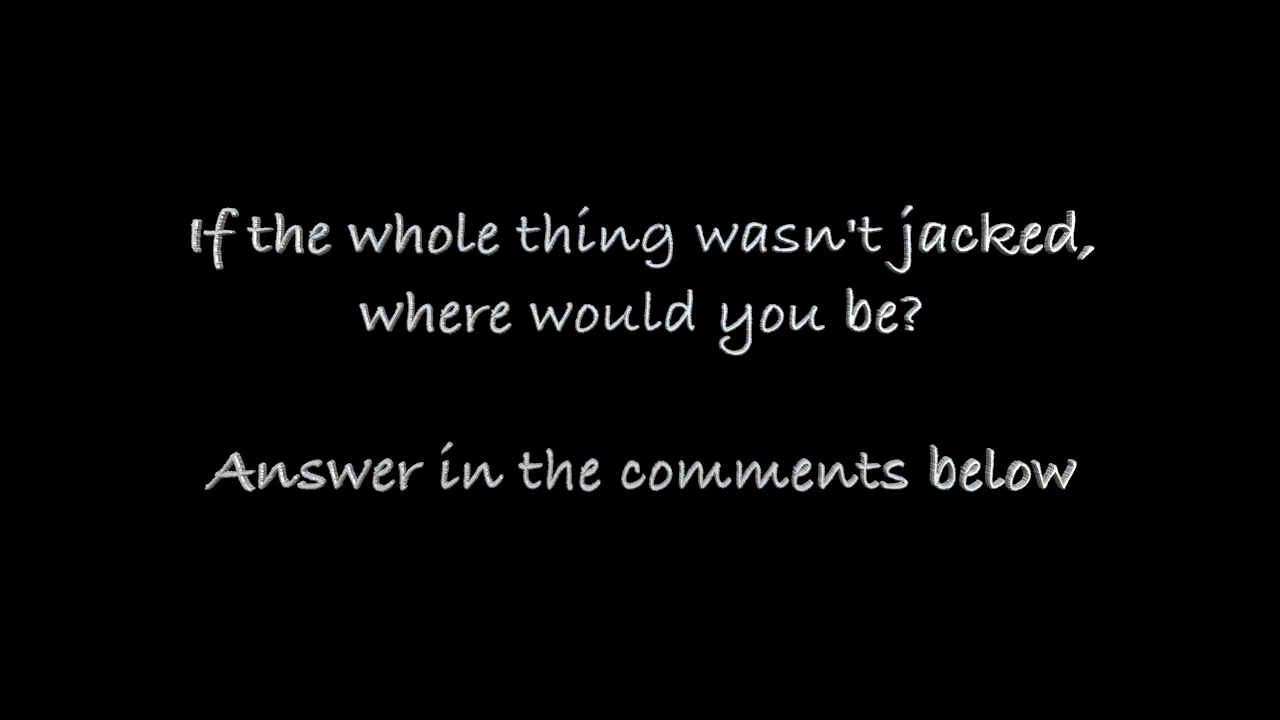 If the whole thing wasn't jacked,
where would you be?
Answer in the comments below